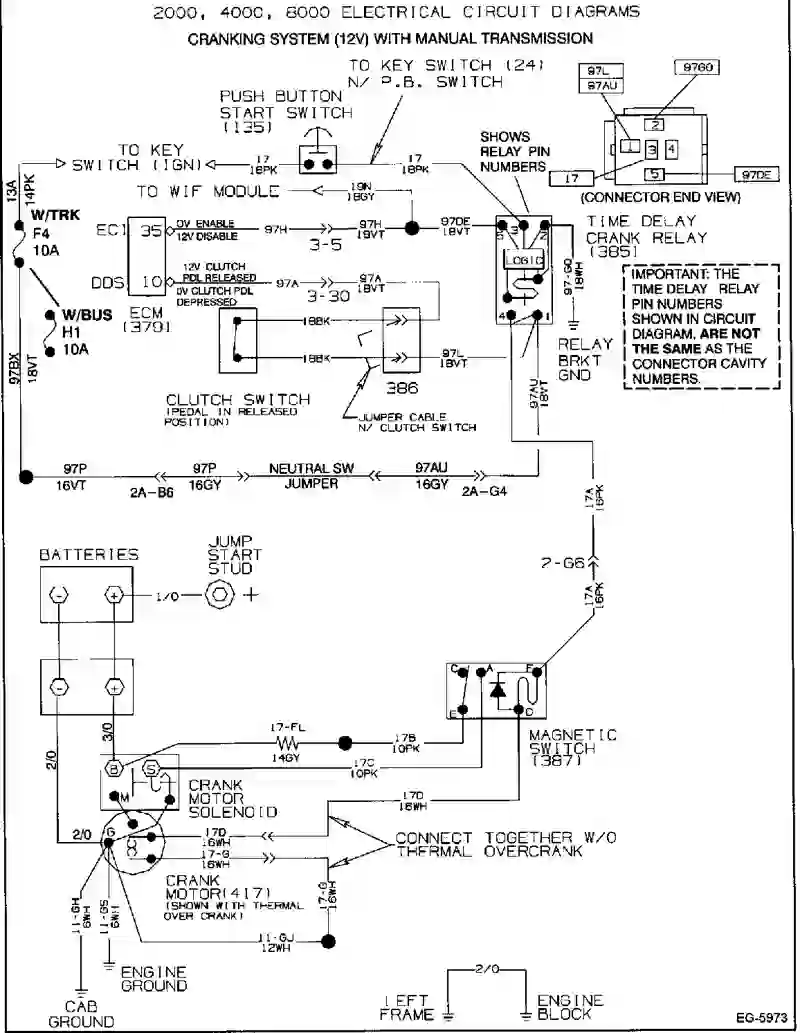 2000, 4000, 8000 ELECTRICAL CIRCUIT DIAGRAMS
CRANKING SYSTEM (12V) WITH MANUAL TRANSMISSION
TO KEY SWITCH (24)
W/ P.B. SWITCH
PUSH BUTTON
START SWITCH
(135)
97L
97AU
97GO
2
1
3
4
5
17
97DE
(CONNECTOR END VIEW)
SHOWS
RELAY PIN
NUMBERS
TO KEY
SWITCH (IGN)
17
18PK
17
18PK
TO WIF MODULE
19N
18GY
13A
14PK
W/TRK
F4
10A
W/BUS
H1
10A
97BX
18VT
ECI
35
DDS
10
ECM
(379)
0V ENABLE
12V DISABLE
97H
3-5
97H
18VT
97DE
18VT
12V CLUTCH
PDL RELEASED
0V CLUTCH PDL
DEPRESSED
97A
3-30
97A
18VT
5
3
2
LOGIC
4
1
97-GO
18WH
TIME DELAY
CRANK RELAY
(385)
RELAY
BRKT
GND
IMPORTANT: THE
TIME DELAY RELAY
PIN NUMBERS
SHOWN IN CIRCUIT
DIAGRAM, ARE NOT
THE SAME AS THE
CONNECTOR CAVITY
NUMBERS.
18BK
18BK
386
97L
18VT
97AU
18VT
CLUTCH SWITCH
(PEDAL IN RELEASED
POSITION)
JUMPER CABLE
W/ CLUTCH SWITCH
97P
16VT
2A-B6
97P
16GY
NEUTRAL SW
JUMPER
97AU
16GY
2A-G4
17A
16PK
2-G6
17A
16PK
BATTERIES
JUMP
START
STUD
1/0
+
-
+
-
+
2/0
3/0
C
A
F
E
D
MAGNETIC
SWITCH
(387)
17-FL
14GY
17B
10PK
17C
10PK
B
S
M
CRANK
MOTOR
SOLENOID
17D
16WH
2/0
G
17D
16WH
17-G
16WH
CONNECT TOGETHER W/O
THERMAL OVERCRANK
CRANK
MOTOR(417)
(SHOWN WITH THERMAL
OVER CRANK)
17-G
16WH
11-GH
6WH
11-GS
6WH
11-GJ
12WH
ENGINE
GROUND
CAB
GROUND
2/0
LEFT
FRAME
ENGINE
BLOCK
EG-5973